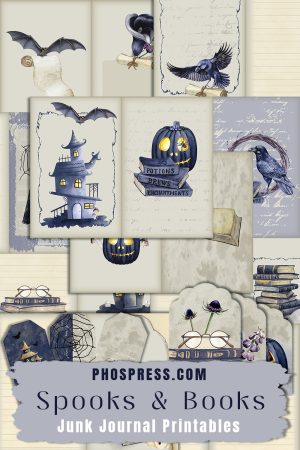 POTIONS
BREWS
ENCHANTMENTS
PHOSPRESS.COM
Spooks & Books
Junk Journal Printables